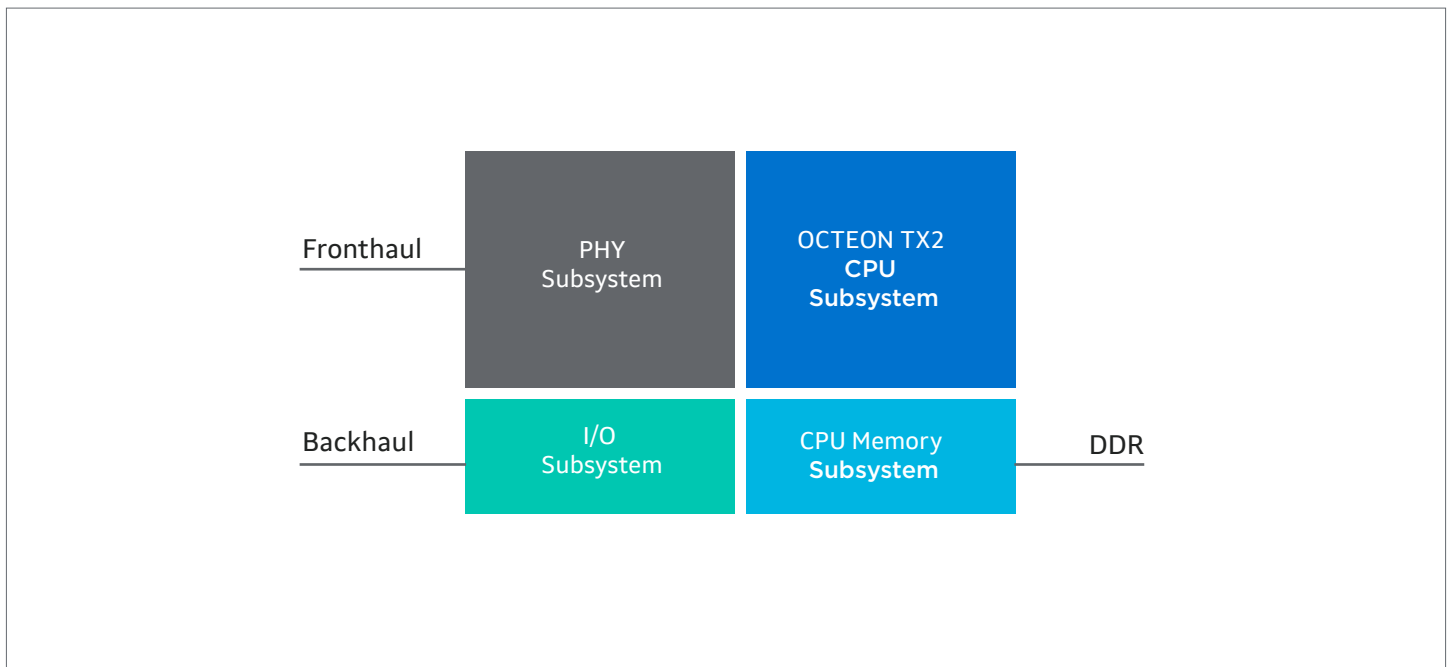 Fronthaul
PHY
Subsystem
OCTEON TX2
CPU
Subsystem
Backhaul
I/O
Subsystem
CPU Memory
Subsystem
DDR